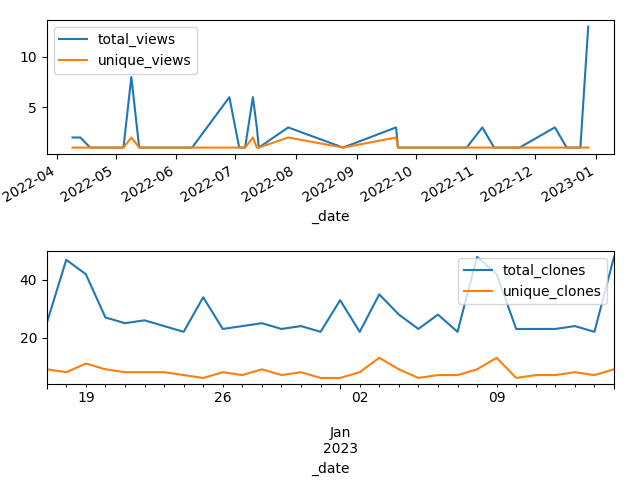 total_views
unique_views
10
5
2022-04
2022-05
2022-06
2022-07
2022-08
2022-09
2022-10
2022-11
2022-12
2023-01
_date
total_clones
unique_clones
40
20
19
26
02
09
Jan
2023
_date